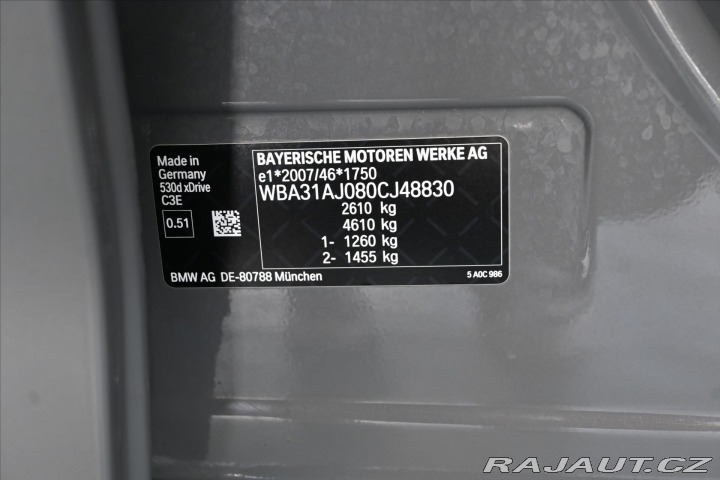 Made in
Germany
530d xDrive
C3E
0.51
BAYERISCHE MOTOREN WERKE AG
e1*2007/46*1750
WBA31AJ080CJ48830
2610 kg
4610 kg
1- 1260 kg
2- 1455 kg
BMW AG DE-80788 München
5 A0C 986
RAJAUT.CZ